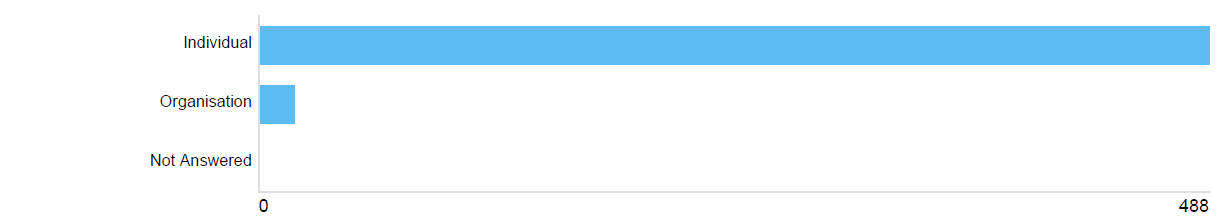 Individual
Organisation
Not Answered
0 488